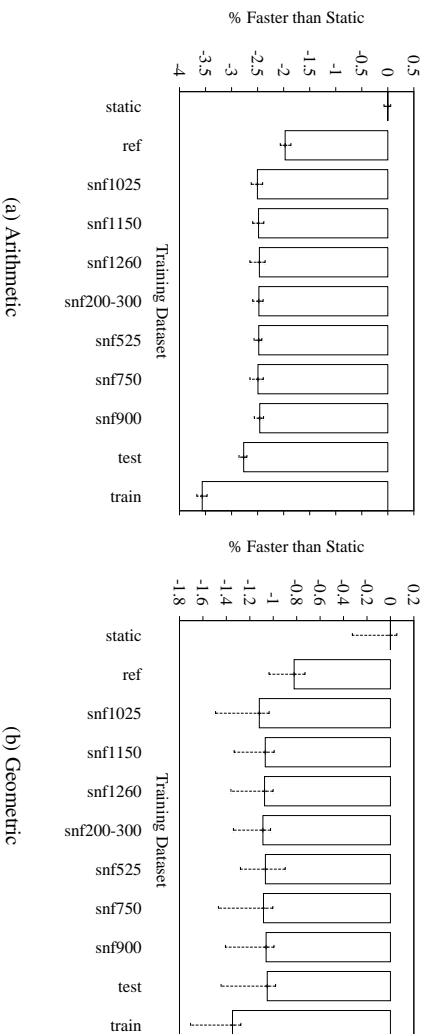 % Faster than Static
0.5
0
-0.5
-1
-1.5
-2
-2.5
-3
-3.5
-4
static
ref
snf1025
snf1150
snf1260
snf200-300
snf525
snf750
snf900
test
train
Training Dataset
(a) Arithmetic
% Faster than Static
0.2
0
-0.2
-0.4
-0.6
-0.8
-1
-1.2
-1.4
-1.6
-1.8
static
ref
snf1025
snf1150
snf1260
snf200-300
snf525
snf750
snf900
test
train
Training Dataset
(b) Geometric